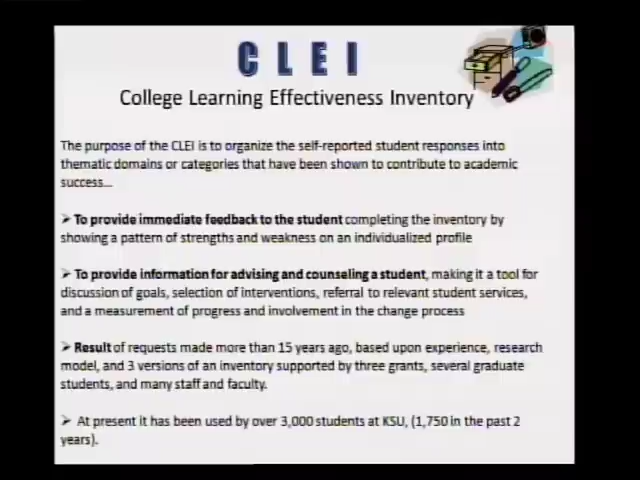 CLEI
College Learning Effectiveness Inventory
The purpose of the CLEI is to organize the self-reported student responses into
thematic domains or categories that have been shown to contribute to academic
success...
➢ To provide immediate feedback to the student completing the inventory by
showing a pattern of strengths and weakness on an individualized profile
➢ To provide information for advising and counseling a student, making it a tool for
discussion of goals, selection of interventions, referral to relevant student services,
and a measurement of progress and involvement in the change process
➢ Result of requests made more than 15 years ago, based upon experience, research
model, and 3 versions of an inventory supported by three grants, several graduate
students, and many staff and faculty.
➢ At present it has been used by over 3,000 students at KSU, (1,750 in the past 2
years).